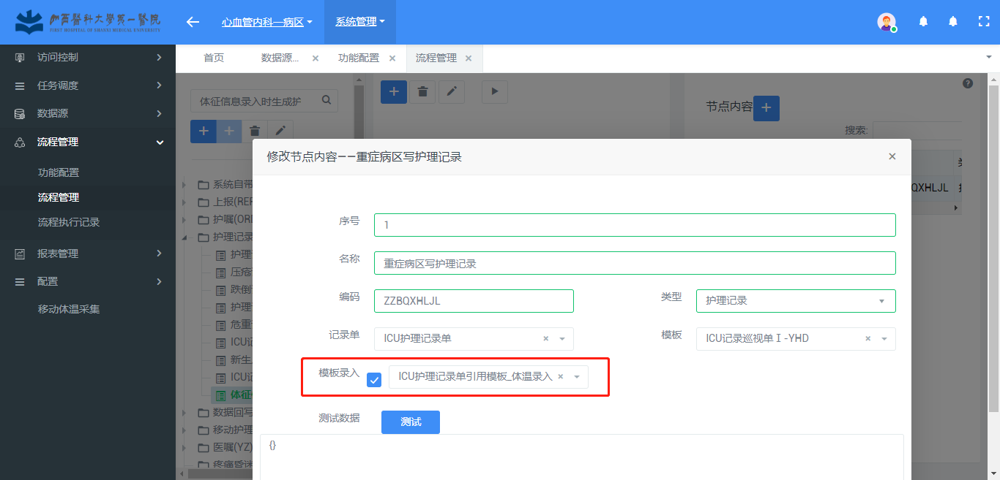 山西醫科大學第一醫院
FIRST HOSPITAL OF SHANXI MEDICAL UNIVERSITY
心血管内科一病区
系统管理
访问控制
任务调度
数据源
流程管理
功能配置
流程管理
流程执行记录
报表管理
配置
移动体温采集
首页
数据源...
功能配置
流程管理
体征信息录入时生成护
节点内容
搜索:
系统自带
上报(REP
护嘱(ORI
护理记录
护理
压疮
跌倒
护理
危重
ICU记
新生
ICU记
体征
数据回写
移动护理
医嘱(YZ)
疼痛昏迷
QXHLJL
修改节点内容——重症病区写护理记录
序号
1
名称
重症病区写护理记录
编码
ZZBQXHLJL
类型
护理记录
记录单
ICU护理记录单
模板
ICU记录巡视单Ⅰ-YHD
模板录入
ICU护理记录单引用模板_体温录入
测试数据
测试
{}